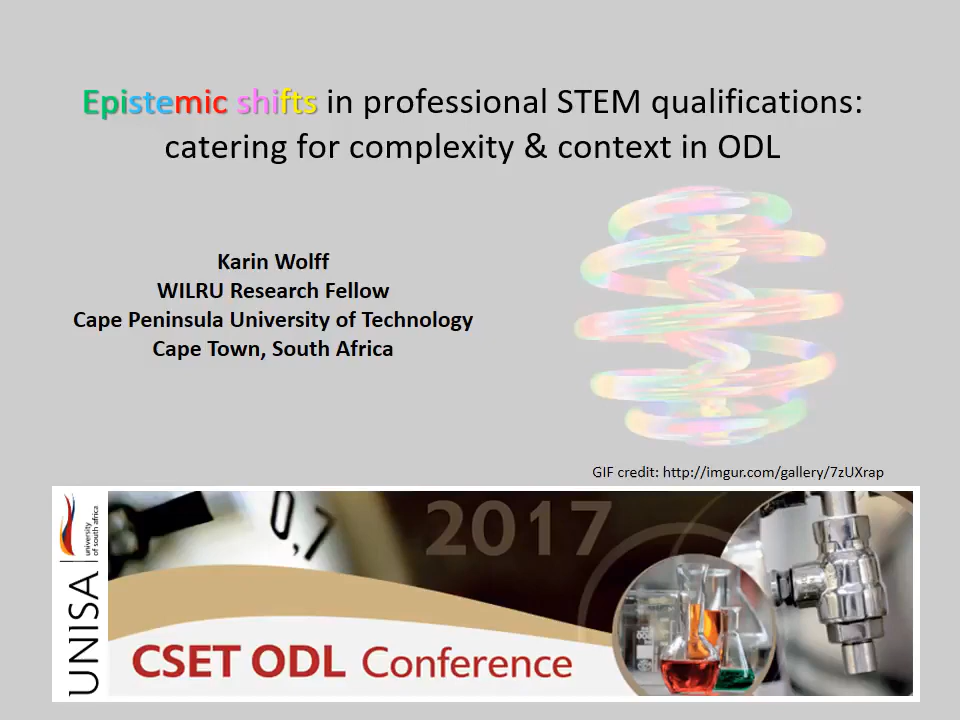 Epistemic shifts in professional STEM qualifications:
catering for complexity & context in ODL
Karin Wolff
WILRU Research Fellow
Cape Peninsula University of Technology
Cape Town, South Africa
GIF credit: http://imgur.com/gallery/7zUXrap
UNISA
university
of south africa
0,7
2017
CSET ODL Conference